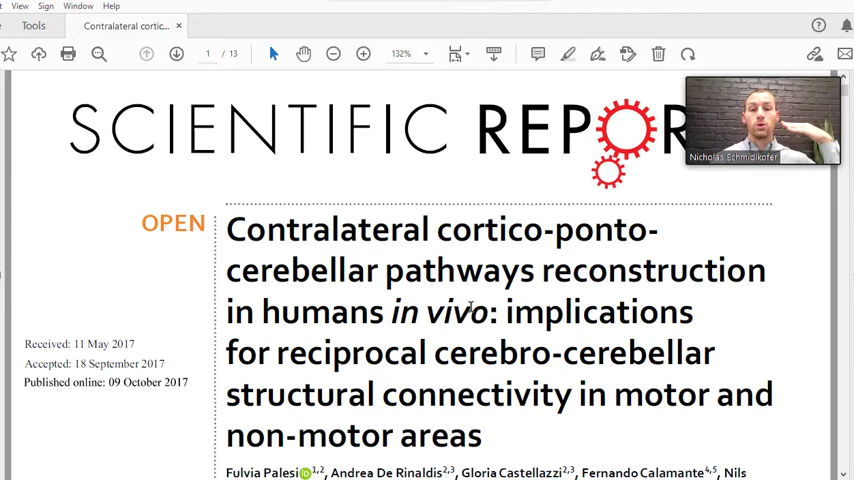 View Sign Window Help
Tools Contralateral cortic... ×
1 / 13 132%
SCIENTIFIC REPOR
Nicholas Schmidlkofer
OPEN
Contralateral cortico-ponto-
cerebellar pathways reconstruction
in humans in vivo: implications
for reciprocal cerebro-cerebellar
structural connectivity in motor and
non-motor areas
Received: 11 May 2017
Accepted: 18 September 2017
Published online: 09 October 2017
Fulvia Palesi 1,2, Andrea De Rinaldis2,3, Gloria Castellazzi2,3, Fernando Calamante4,5, Nils